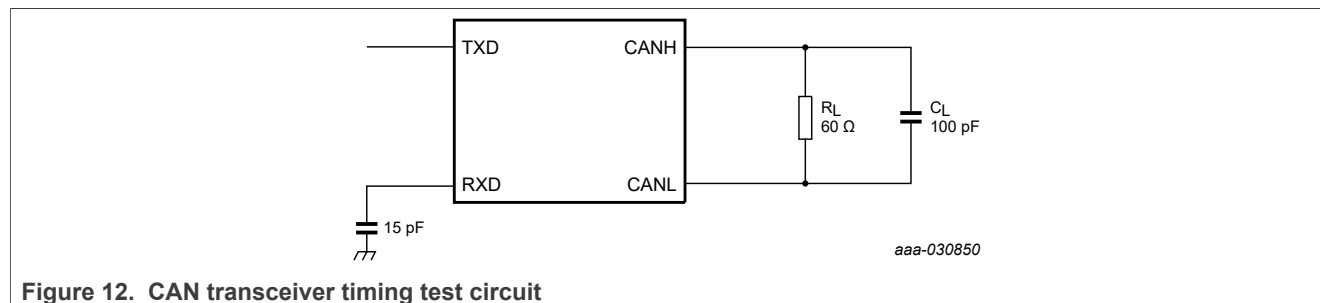 TXD
CANH
RL
60 Ω
CL
100 pF
RXD
CANL
15 pF
aaa-030850
Figure 12. CAN transceiver timing test circuit